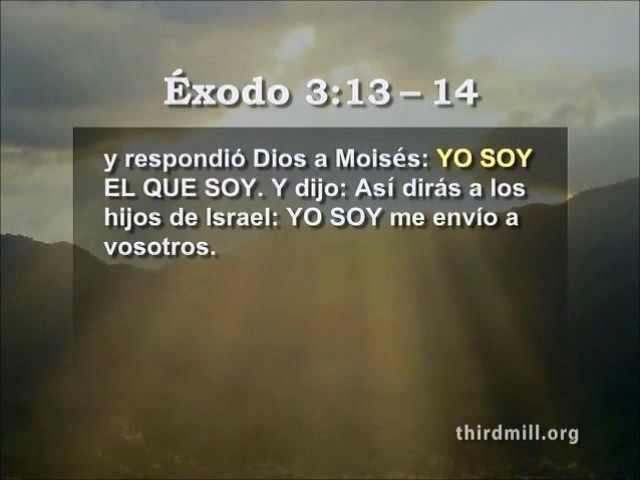 Éxodo 3:13 – 14
y respondió Dios a Moisés: YO SOY
EL QUE SOY. Y dijo: Así dirás a los
hijos de Israel: YO SOY me envío a
vosotros.
thirdmill.org